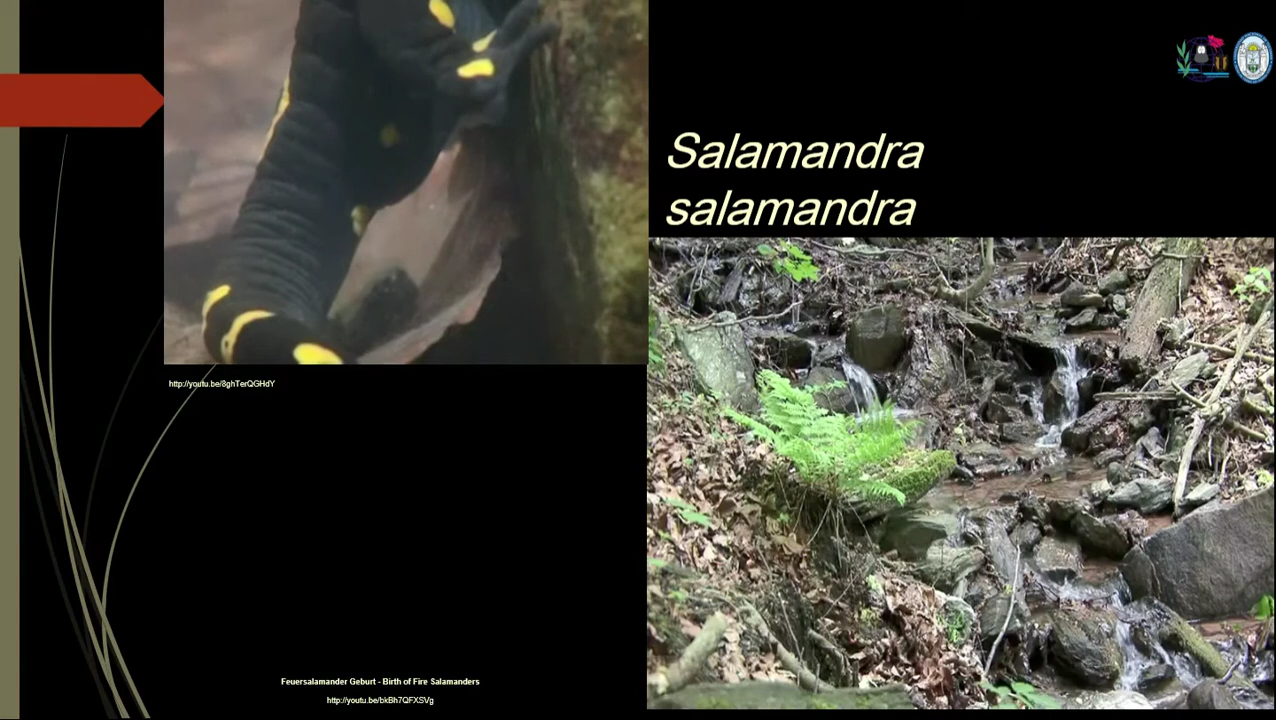 Salamandra
salamandra
http://youtu.be/8ghTerQGHdY
Feuersalamander Geburt - Birth of Fire Salamanders
http://youtu.be/bkBh7QFXSVg